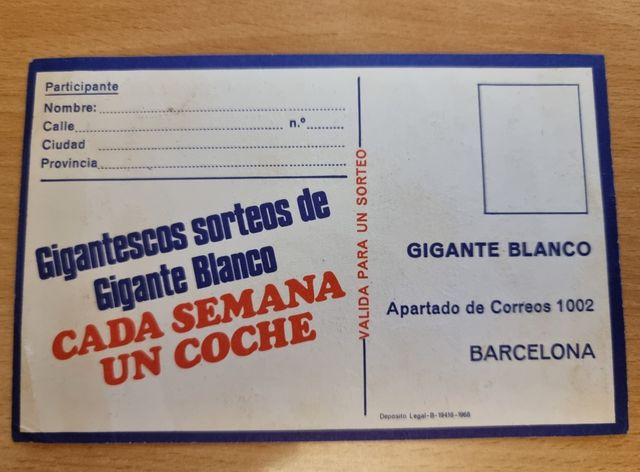 Participante
Nombre:
Calle n.º
Ciudad
Provincia
Gigantescos sorteos de
Gigante Blanco
CADA SEMANA
UN COCHE
VALIDA PARA UN SORTEO
GIGANTE BLANCO
Apartado de Correos 1002
BARCELONA
Deposito Legal-B-19416-1968